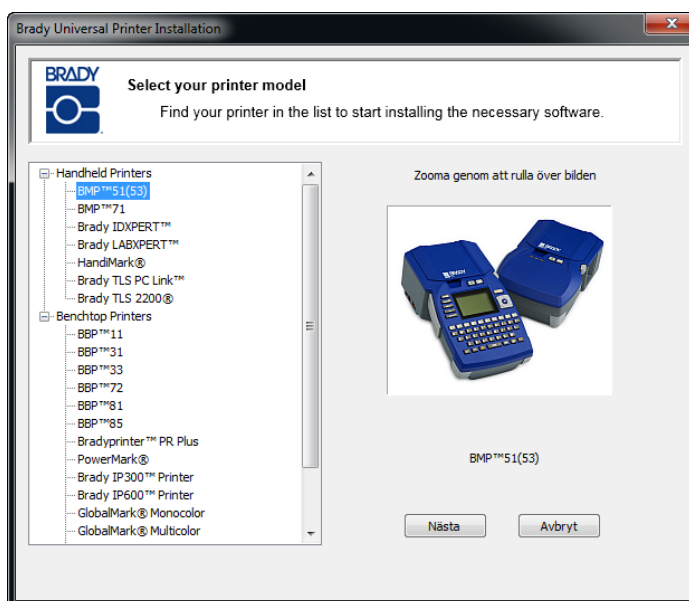 Brady Universal Printer Installation
BRADY
Select your printer model
Find your printer in the list to start installing the necessary software.
Handheld Printers
BMP™51(53)
BMP™71
Brady IDXPERT™
Brady LABXPERT™
HandiMark®
Brady TLS PC Link™
Brady TLS 2200®
Benchtop Printers
BBP™11
BBP™31
BBP™33
BBP™72
BBP™81
BBP™85
Bradyprinter™ PR Plus
PowerMark®
Brady IP300™ Printer
Brady IP600™ Printer
GlobalMark® Monocolor
GlobalMark® Multicolor
Zooma genom att rulla över bilden
BRADY
BRADY
BMP™51(53)
Nästa
Avbryt